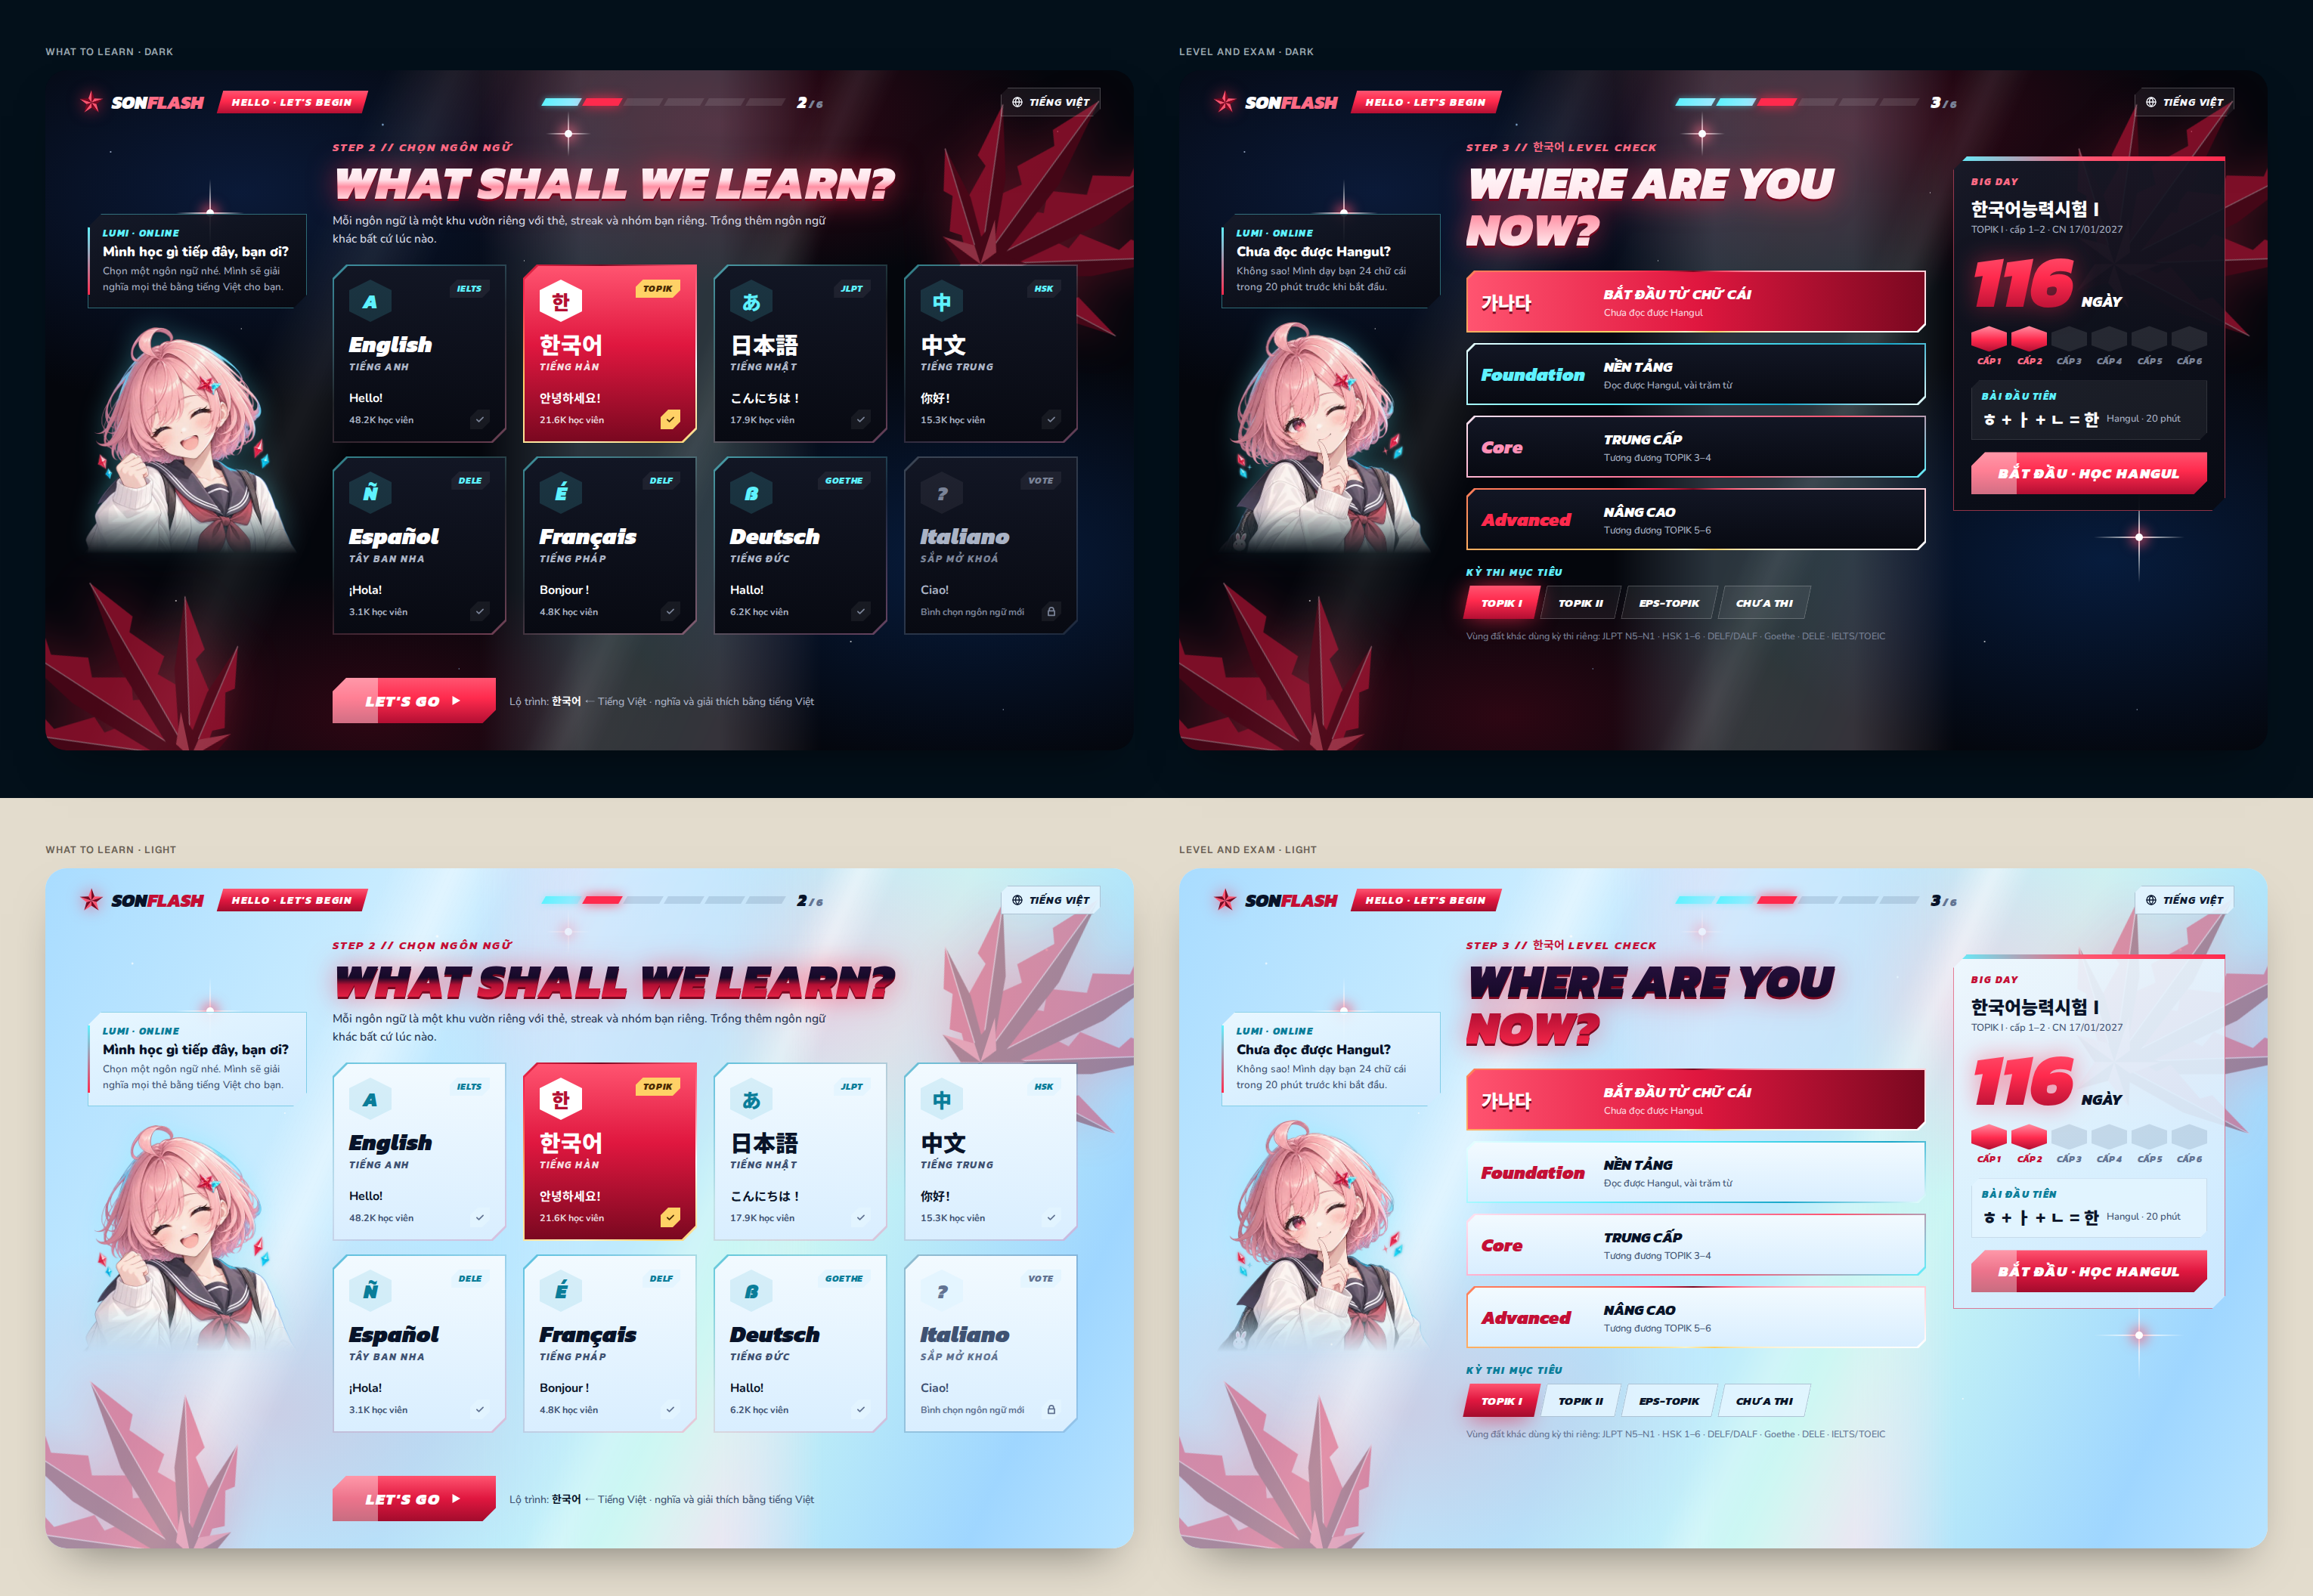 WHAT TO LEARN · DARK
SONFLASH
HELLO · LET'S BEGIN
2 / 6
TIẾNG VIỆT
STEP 2 // CHỌN NGÔN NGỮ
WHAT SHALL WE LEARN?
Mỗi ngôn ngữ là một khu vườn riêng với thẻ, streak và nhóm bạn riêng. Trồng thêm ngôn ngữ
khác bất cứ lúc nào.
LUMI · ONLINE
Mình học gì tiếp đây, bạn ơi?
Chọn một ngôn ngữ nhé. Mình sẽ giải
nghĩa mọi thẻ bằng tiếng Việt cho bạn.
A
IELTS
English
TIẾNG ANH
Hello!
48.2K học viên
한
TOPIK
한국어
TIẾNG HÀN
안녕하세요!
21.6K học viên
あ
JLPT
日本語
TIẾNG NHẬT
こんにちは！
17.9K học viên
中
HSK
中文
TIẾNG TRUNG
你好！
15.3K học viên
Ñ
DELE
Español
TÂY BAN NHA
¡Hola!
3.1K học viên
É
DELF
Français
TIẾNG PHÁP
Bonjour !
4.8K học viên
ß
GOETHE
Deutsch
TIẾNG ĐỨC
Hallo!
6.2K học viên
?
VOTE
Italiano
SẮP MỞ KHOÁ
Ciao!
Bình chọn ngôn ngữ mới
LET'S GO
Lộ trình: 한국어 ← Tiếng Việt · nghĩa và giải thích bằng tiếng Việt
LEVEL AND EXAM · DARK
SONFLASH
HELLO · LET'S BEGIN
3 / 6
TIẾNG VIỆT
STEP 3 // 한국어 LEVEL CHECK
WHERE ARE YOU
NOW?
LUMI · ONLINE
Chưa đọc được Hangul?
Không sao! Mình dạy bạn 24 chữ cái
trong 20 phút trước khi bắt đầu.
가나다
BẮT ĐẦU TỪ CHỮ CÁI
Chưa đọc được Hangul
Foundation
NỀN TẢNG
Đọc được Hangul, vài trăm từ
Core
TRUNG CẤP
Tương đương TOPIK 3–4
Advanced
NÂNG CAO
Tương đương TOPIK 5–6
KỲ THI MỤC TIÊU
TOPIK I
TOPIK II
EPS-TOPIK
CHƯA THI
Vùng đất khác dùng kỳ thi riêng: JLPT N5–N1 · HSK 1–6 · DELF/DALF · Goethe · DELE · IELTS/TOEIC
BIG DAY
한국어능력시험 I
TOPIK I · cấp 1–2 · CN 17/01/2027
116 NGÀY
CẤP 1 CẤP 2 CẤP 3 CẤP 4 CẤP 5 CẤP 6
BÀI ĐẦU TIÊN
ㅎ + ㅏ + ㄴ = 한 Hangul · 20 phút
BẮT ĐẦU · HỌC HANGUL
WHAT TO LEARN · LIGHT
SONFLASH
HELLO · LET'S BEGIN
2 / 6
TIẾNG VIỆT
STEP 2 // CHỌN NGÔN NGỮ
WHAT SHALL WE LEARN?
Mỗi ngôn ngữ là một khu vườn riêng với thẻ, streak và nhóm bạn riêng. Trồng thêm ngôn ngữ
khác bất cứ lúc nào.
LUMI · ONLINE
Mình học gì tiếp đây, bạn ơi?
Chọn một ngôn ngữ nhé. Mình sẽ giải
nghĩa mọi thẻ bằng tiếng Việt cho bạn.
A
IELTS
English
TIẾNG ANH
Hello!
48.2K học viên
한
TOPIK
한국어
TIẾNG HÀN
안녕하세요!
21.6K học viên
あ
JLPT
日本語
TIẾNG NHẬT
こんにちは！
17.9K học viên
中
HSK
中文
TIẾNG TRUNG
你好！
15.3K học viên
Ñ
DELE
Español
TÂY BAN NHA
¡Hola!
3.1K học viên
É
DELF
Français
TIẾNG PHÁP
Bonjour !
4.8K học viên
ß
GOETHE
Deutsch
TIẾNG ĐỨC
Hallo!
6.2K học viên
?
VOTE
Italiano
SẮP MỞ KHOÁ
Ciao!
Bình chọn ngôn ngữ mới
LET'S GO
Lộ trình: 한국어 ← Tiếng Việt · nghĩa và giải thích bằng tiếng Việt
LEVEL AND EXAM · LIGHT
SONFLASH
HELLO · LET'S BEGIN
3 / 6
TIẾNG VIỆT
STEP 3 // 한국어 LEVEL CHECK
WHERE ARE YOU
NOW?
LUMI · ONLINE
Chưa đọc được Hangul?
Không sao! Mình dạy bạn 24 chữ cái
trong 20 phút trước khi bắt đầu.
가나다
BẮT ĐẦU TỪ CHỮ CÁI
Chưa đọc được Hangul
Foundation
NỀN TẢNG
Đọc được Hangul, vài trăm từ
Core
TRUNG CẤP
Tương đương TOPIK 3–4
Advanced
NÂNG CAO
Tương đương TOPIK 5–6
KỲ THI MỤC TIÊU
TOPIK I
TOPIK II
EPS-TOPIK
CHƯA THI
Vùng đất khác dùng kỳ thi riêng: JLPT N5–N1 · HSK 1–6 · DELF/DALF · Goethe · DELE · IELTS/TOEIC
BIG DAY
한국어능력시험 I
TOPIK I · cấp 1–2 · CN 17/01/2027
116 NGÀY
CẤP 1 CẤP 2 CẤP 3 CẤP 4 CẤP 5 CẤP 6
BÀI ĐẦU TIÊN
ㅎ + ㅏ + ㄴ = 한 Hangul · 20 phút
BẮT ĐẦU · HỌC HANGUL